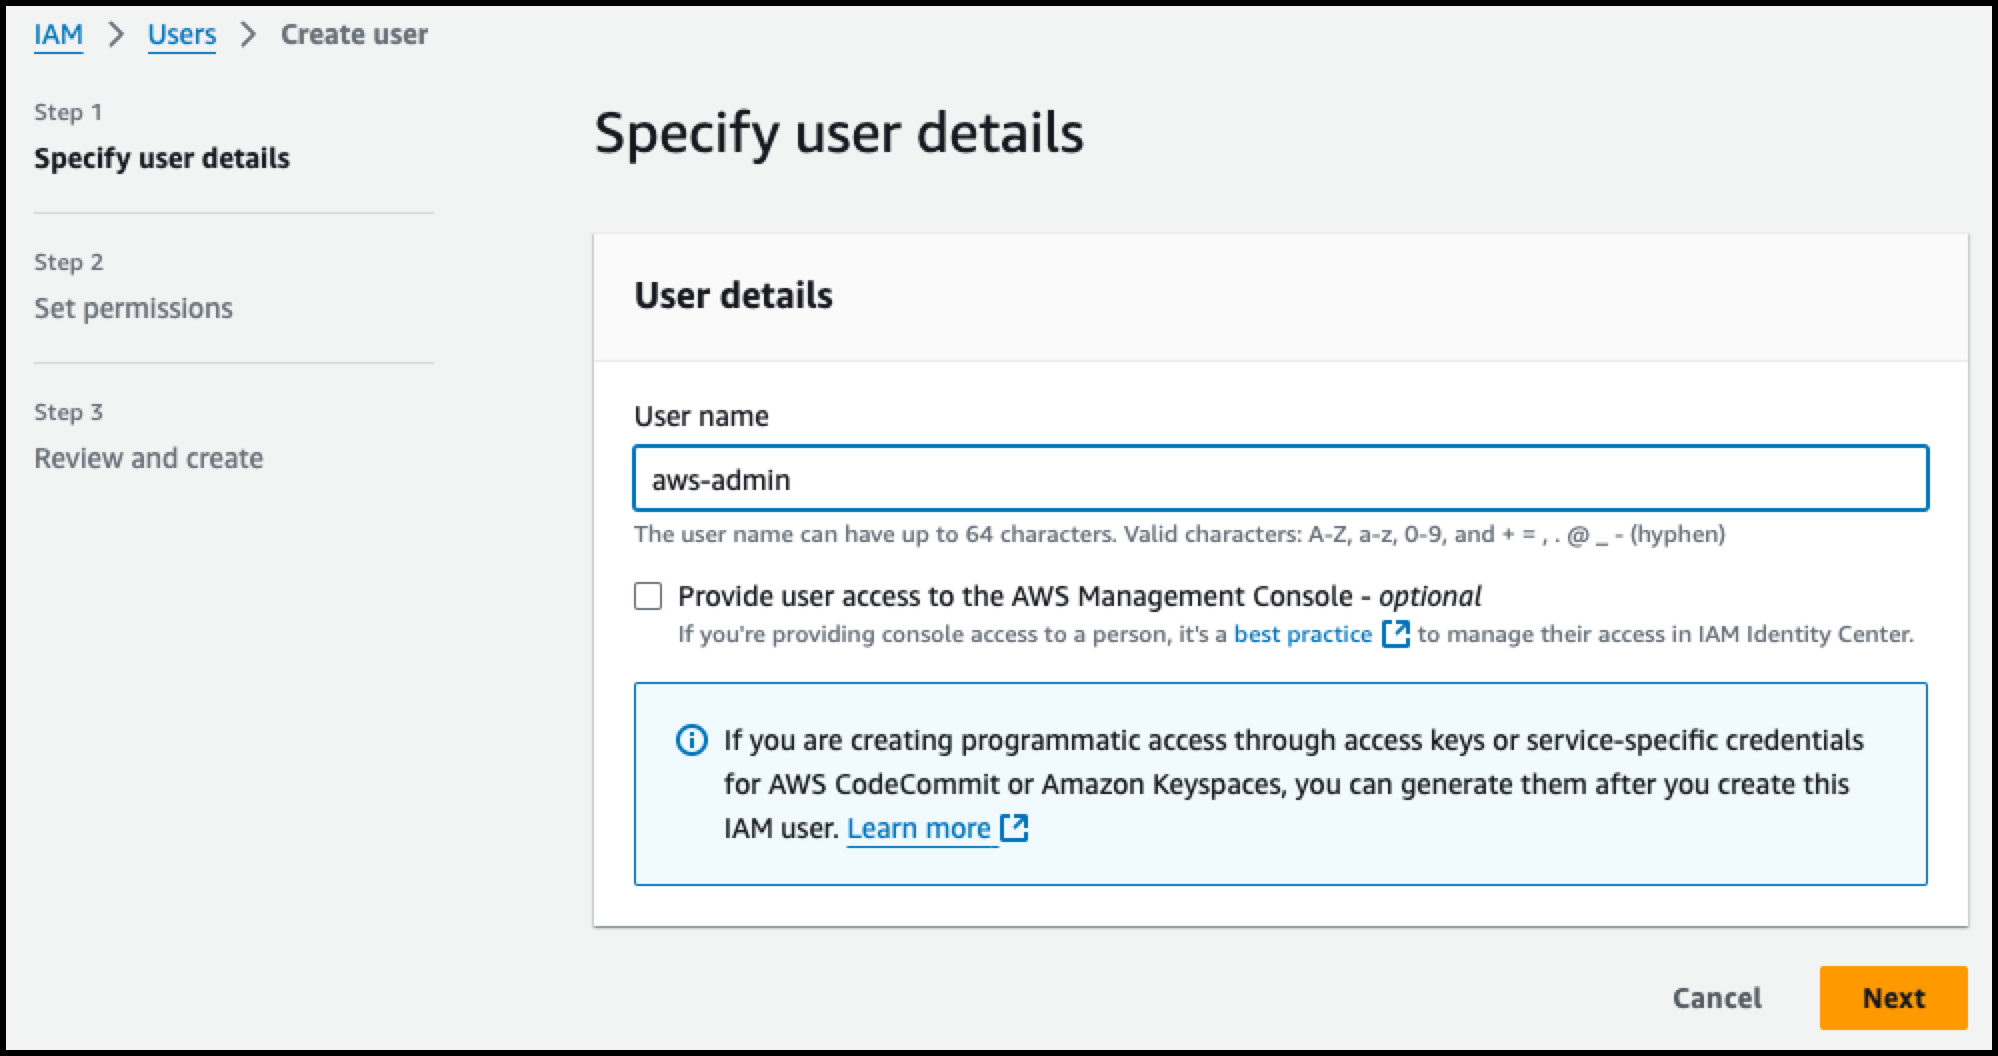 IAM > Users > Create user
Step 1
Specify user details
Step 2
Set permissions
Step 3
Review and create
Specify user details
User details
User name
aws-admin
The user name can have up to 64 characters. Valid characters: A-Z, a-z, 0-9, and + = , . @ _ - (hyphen)
Provide user access to the AWS Management Console - optional
If you're providing console access to a person, it's a best practice to manage their access in IAM Identity Center.
If you are creating programmatic access through access keys or service-specific credentials
for AWS CodeCommit or Amazon Keyspaces, you can generate them after you create this
IAM user. Learn more
Cancel
Next